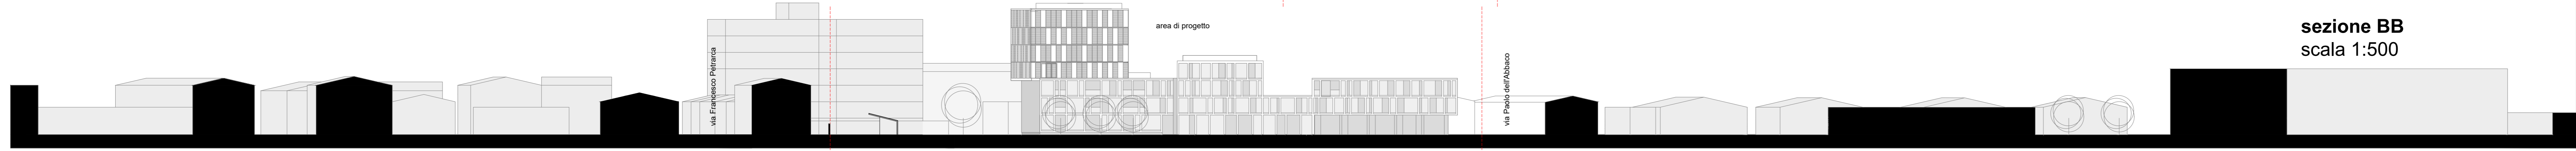 via Francesco Petrarca
area di progetto
via Paolo dell'Abbaco
sezione BB
scala 1:500